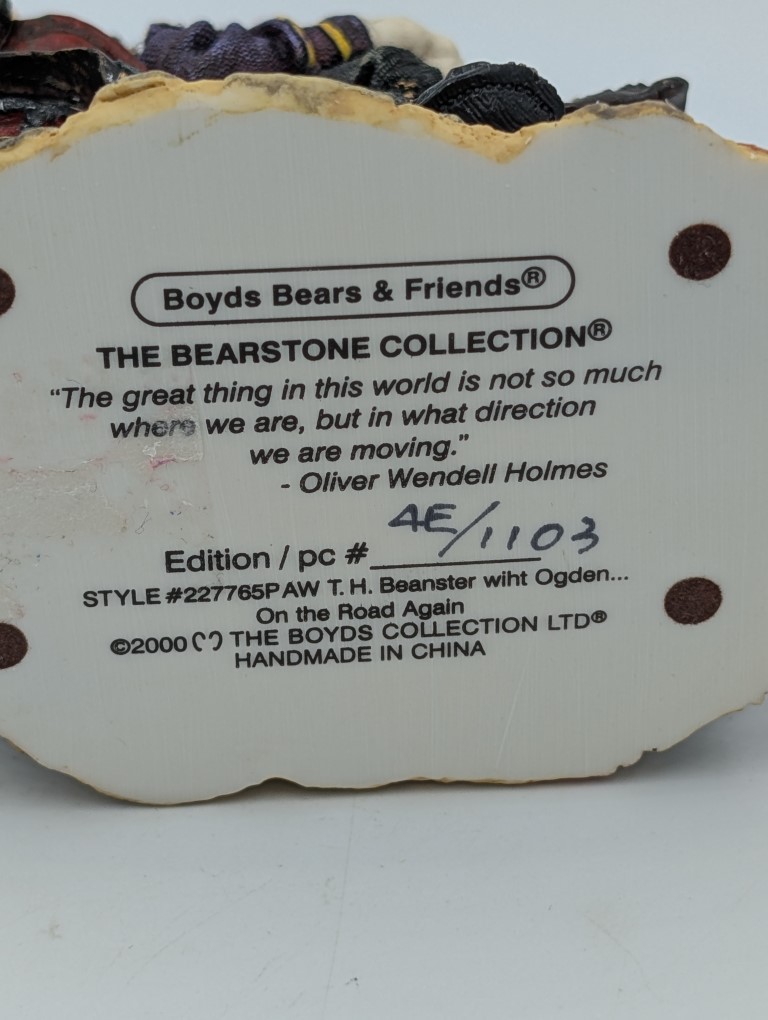 Boyds Bears & Friends®
THE BEARSTONE COLLECTION®
"The great thing in this world is not so much
where we are, but in what direction
we are moving."
- Oliver Wendell Holmes
Edition / pc # 4E/1103
STYLE #227765PAW T. H. Beanster wiht Ogden...
On the Road Again
©2000 THE BOYDS COLLECTION LTD®
HANDMADE IN CHINA